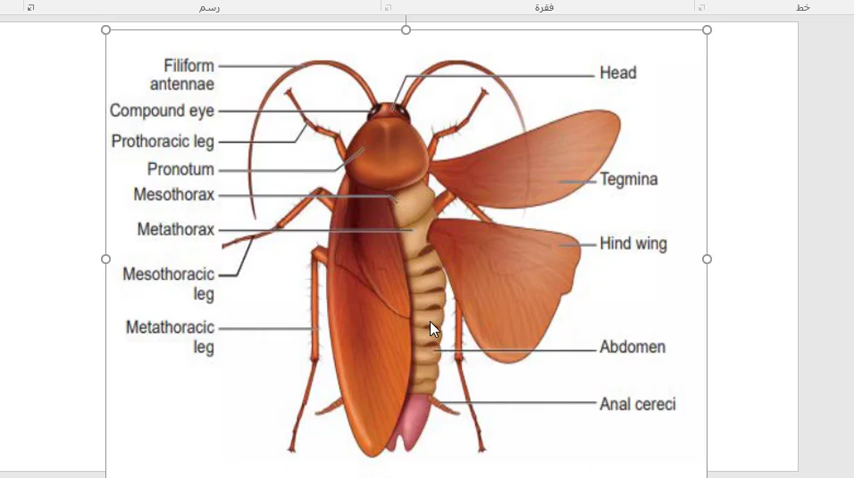 رسم
فقرة
خط
Filiform
antennae
Compound eye
Prothoracic leg
Pronotum
Mesothorax
Metathorax
Mesothoracic
leg
Metathoracic
leg
Head
Tegmina
Hind wing
Abdomen
Anal cereci